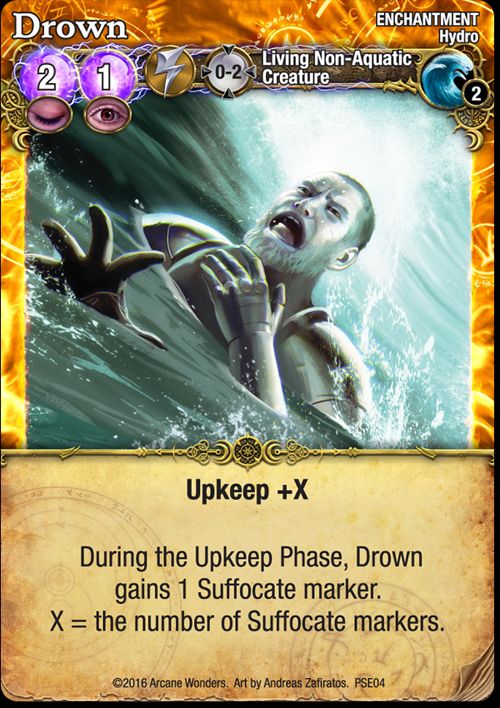 Drown
ENCHANTMENT
Hydro
2
1
0-2
Living Non-Aquatic
Creature
2
Upkeep +X
During the Upkeep Phase, Drown
gains 1 Suffocate marker.
X = the number of Suffocate markers.
©2016 Arcane Wonders. Art by Andreas Zafiratos. PSE04